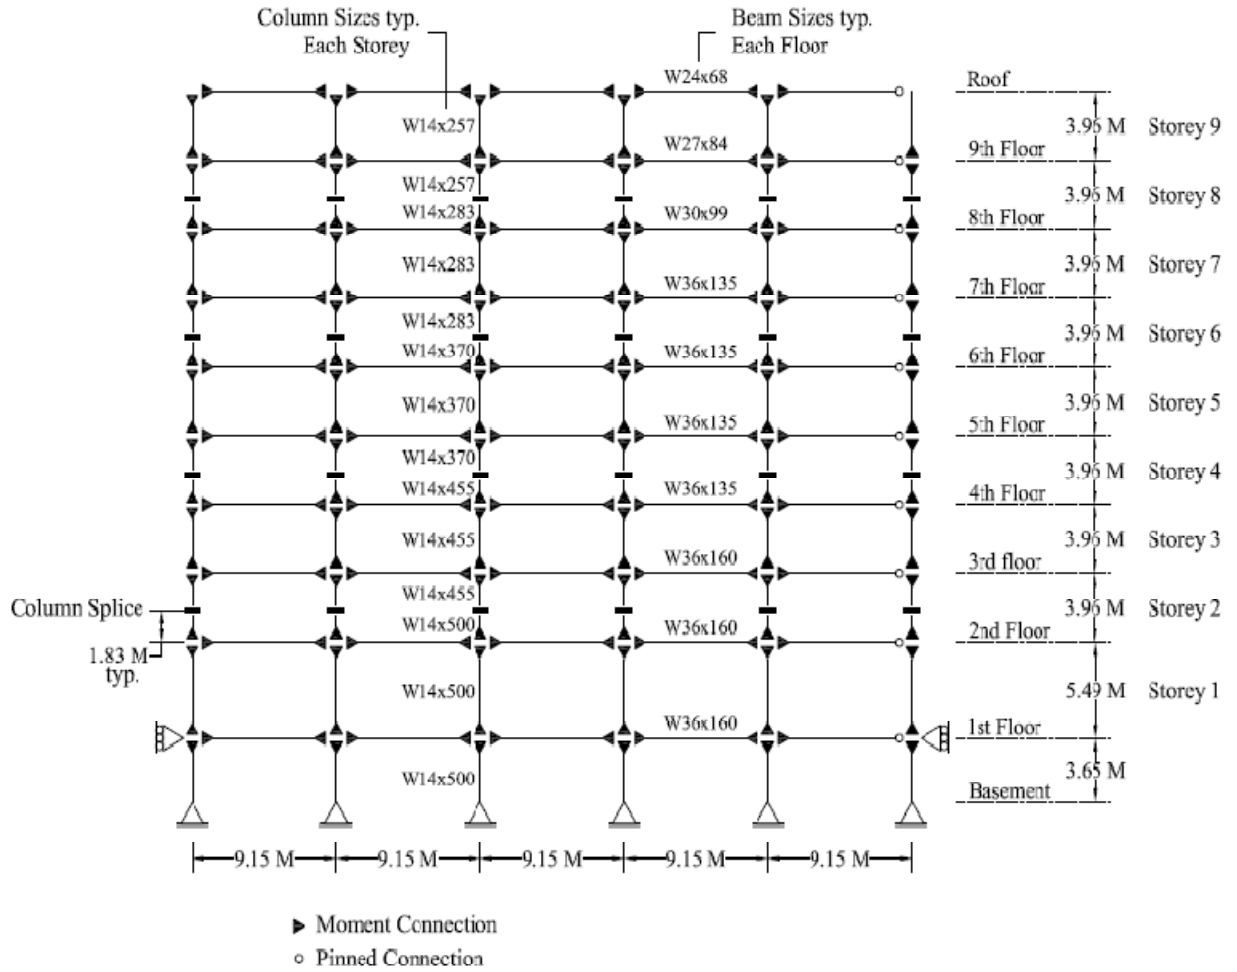 Column Sizes typ.
Each Storey
Beam Sizes typ.
Each Floor
W24x68
Roof
W14x257
3.96 M
Storey 9
W27x84
9th Floor
W14x257
3.96 M
Storey 8
W14x283
W30x99
8th Floor
W14x283
3.96 M
Storey 7
W36x135
7th Floor
W14x283
3.96 M
Storey 6
W14x370
W36x135
6th Floor
W14x370
3.96 M
Storey 5
W36x135
5th Floor
W14x370
3.96 M
Storey 4
W14x455
W36x135
4th Floor
W14x455
3.96 M
Storey 3
W36x160
3rd floor
W14x455
3.96 M
Storey 2
Column Splice
W14x500
W36x160
2nd Floor
1.83 M
typ.
W14x500
5.49 M
Storey 1
W36x160
1st Floor
W14x500
3.65 M
Basement
9.15 M
9.15 M
9.15 M
9.15 M
9.15 M
Moment Connection
Pinned Connection